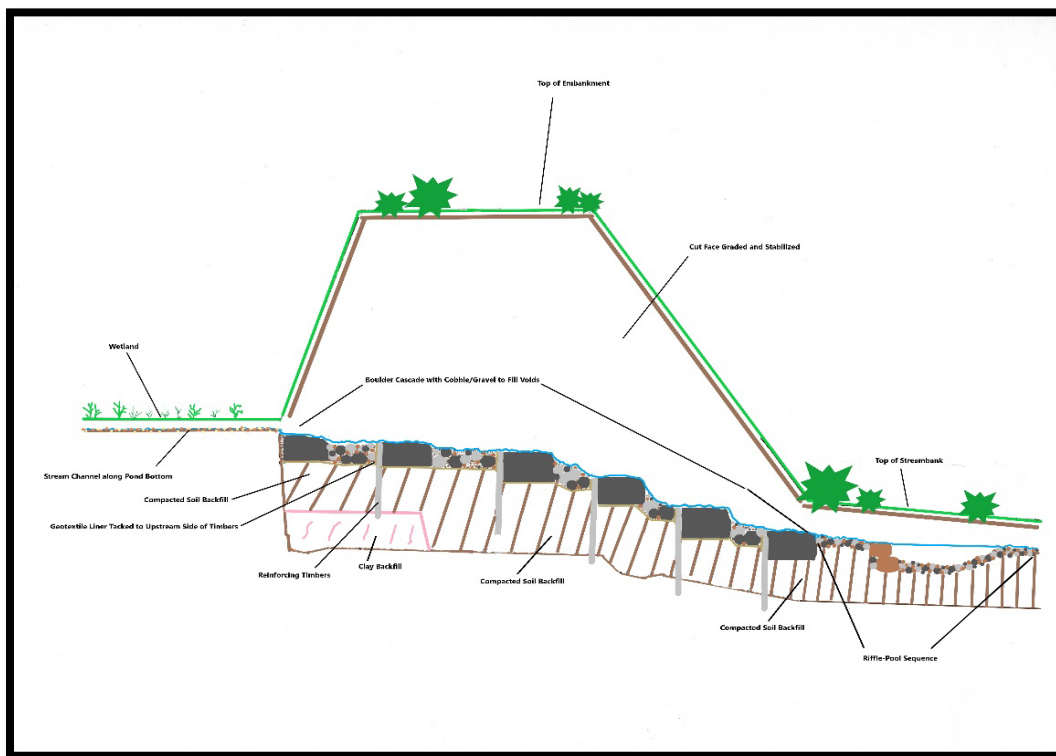 Top of Embankment
Cut Face Graded and Stabilized
Wetland
Boulder Cascade with Cobble/Gravel to Fill Voids
Top of Streambank
Stream Channel along Pond Bottom
Compacted Soil Backfill
Geotextile Liner Tacked to Upstream Side of Timbers
Clay Backfill
Reinforcing Timbers
Compacted Soil Backfill
Compacted Soil Backfill
Riffle-Pool Sequence